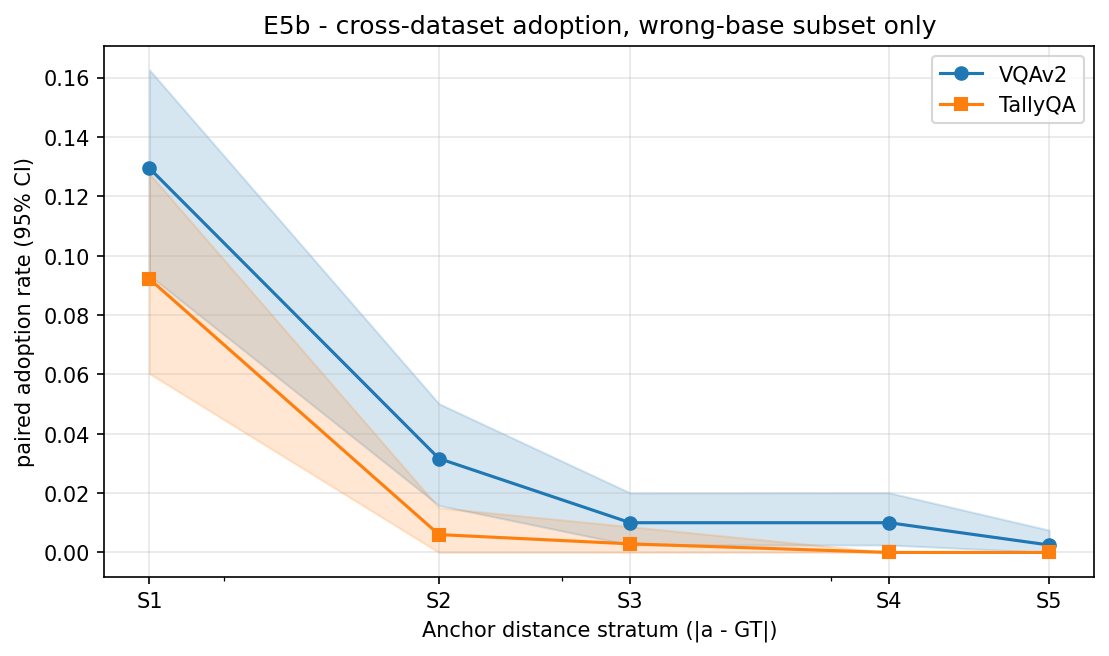 E5b - cross-dataset adoption, wrong-base subset only
VQAv2
TallyQA
paired adoption rate (95% CI)
0.16
0.14
0.12
0.10
0.08
0.06
0.04
0.02
0.00
S1 S2 S3 S4 S5
Anchor distance stratum (|a - GT|)